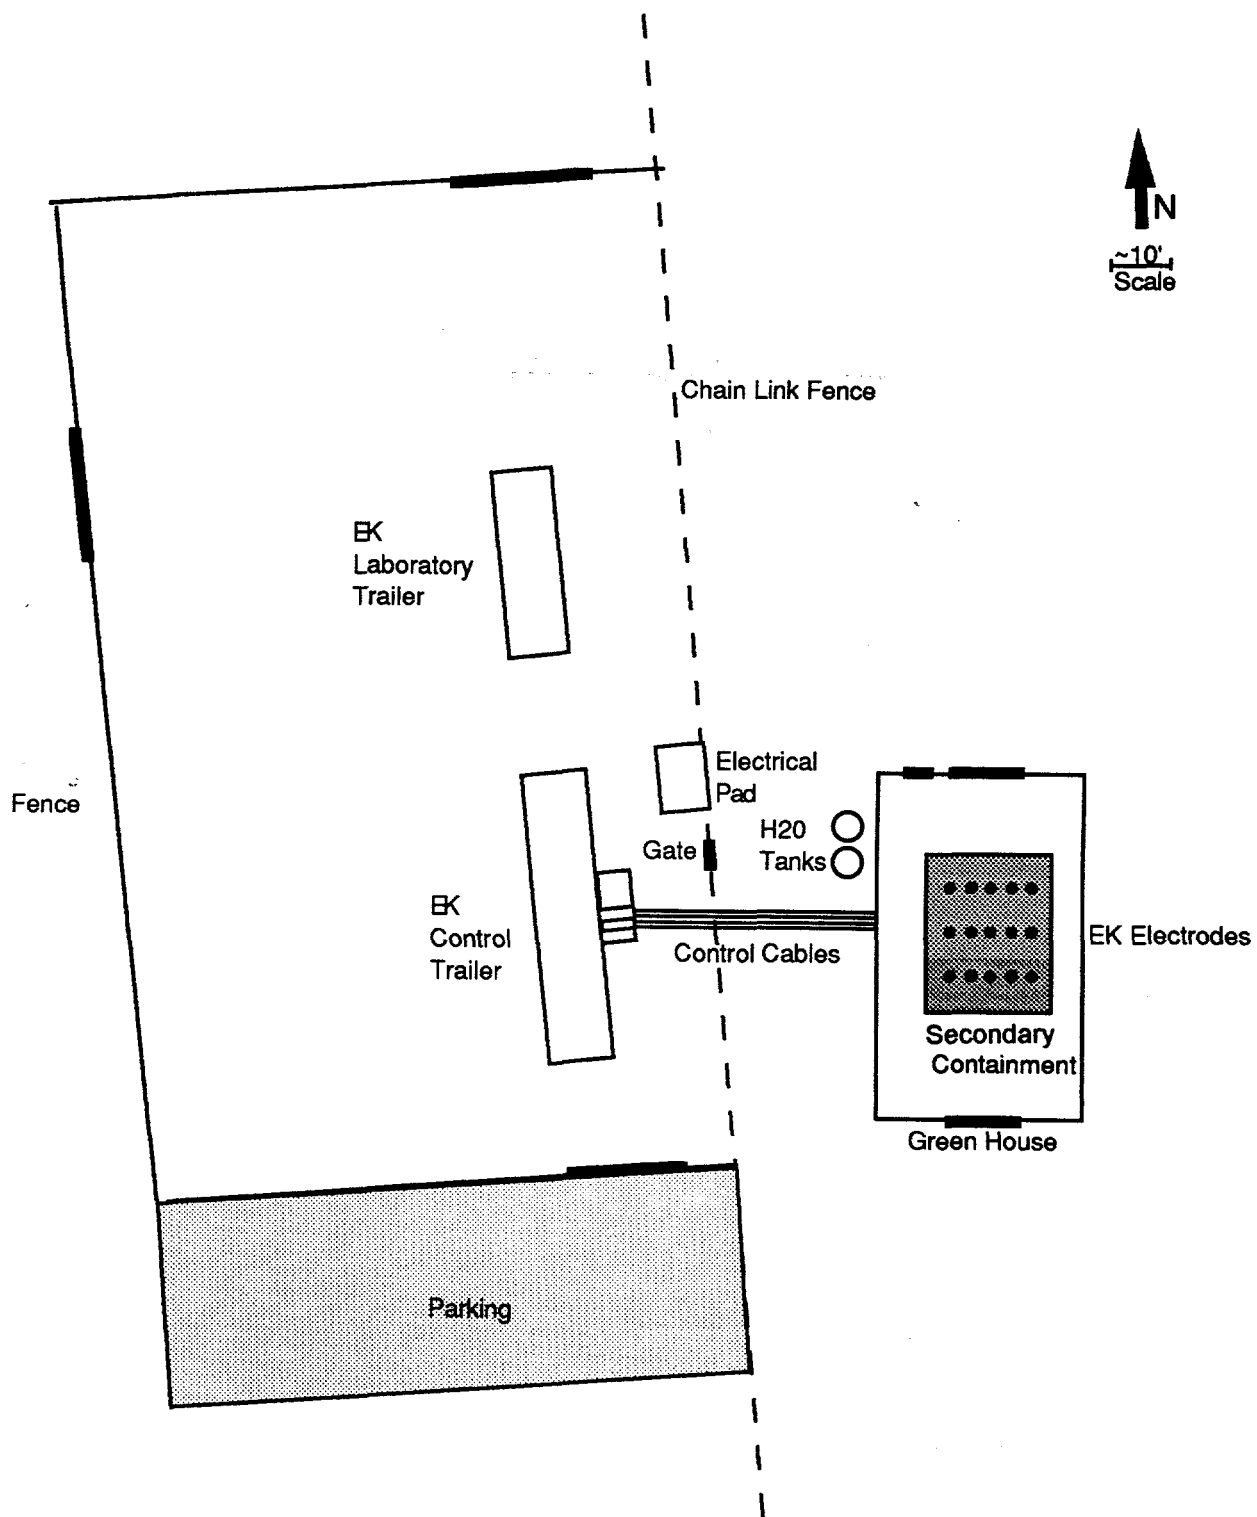 N
~10'
Scale
Chain Link Fence
EK
Laboratory
Trailer
Electrical
Pad
Fence
H20
Tanks
Gate
EK
Control
Trailer
Control Cables
EK Electrodes
Secondary
Containment
Green House
Parking